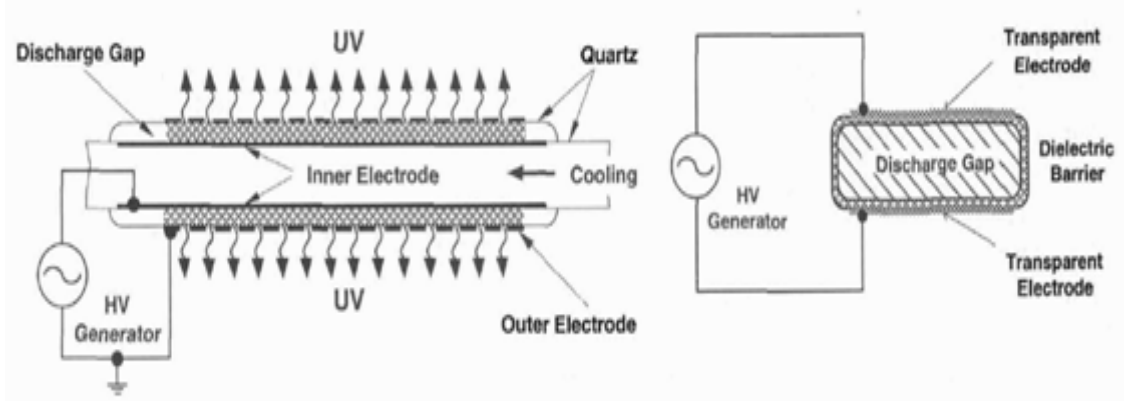 UV
Discharge Gap
Quartz
Inner Electrode
Cooling
HV
Generator
UV
Outer Electrode
Transparent
Electrode
HV
Generator
Discharge Gap
Dielectric
Barrier
Transparent
Electrode